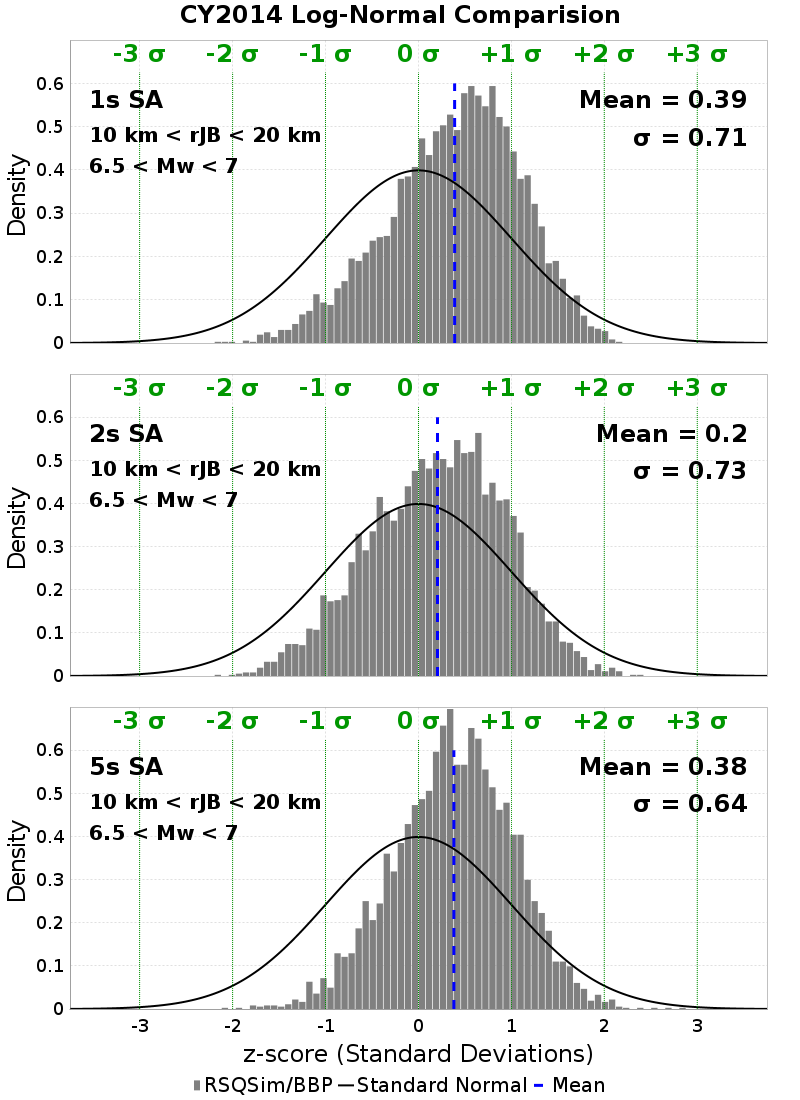 CY2014 Log-Normal Comparision
-3 σ -2 σ -1 σ 0 σ +1 σ +2 σ +3 σ
1s SA
10 km < rJB < 20 km
6.5 < Mw < 7
Mean = 0.39
σ = 0.71
Density
0.6
0.5
0.4
0.3
0.2
0.1
0
-3 σ -2 σ -1 σ 0 σ +1 σ +2 σ +3 σ
2s SA
10 km < rJB < 20 km
6.5 < Mw < 7
Mean = 0.2
σ = 0.73
Density
0.6
0.5
0.4
0.3
0.2
0.1
0
-3 σ -2 σ -1 σ 0 σ +1 σ +2 σ +3 σ
5s SA
10 km < rJB < 20 km
6.5 < Mw < 7
Mean = 0.38
σ = 0.64
Density
0.6
0.5
0.4
0.3
0.2
0.1
0
-3 -2 -1 0 1 2 3
z-score (Standard Deviations)
RSQSim/BBP Standard Normal Mean